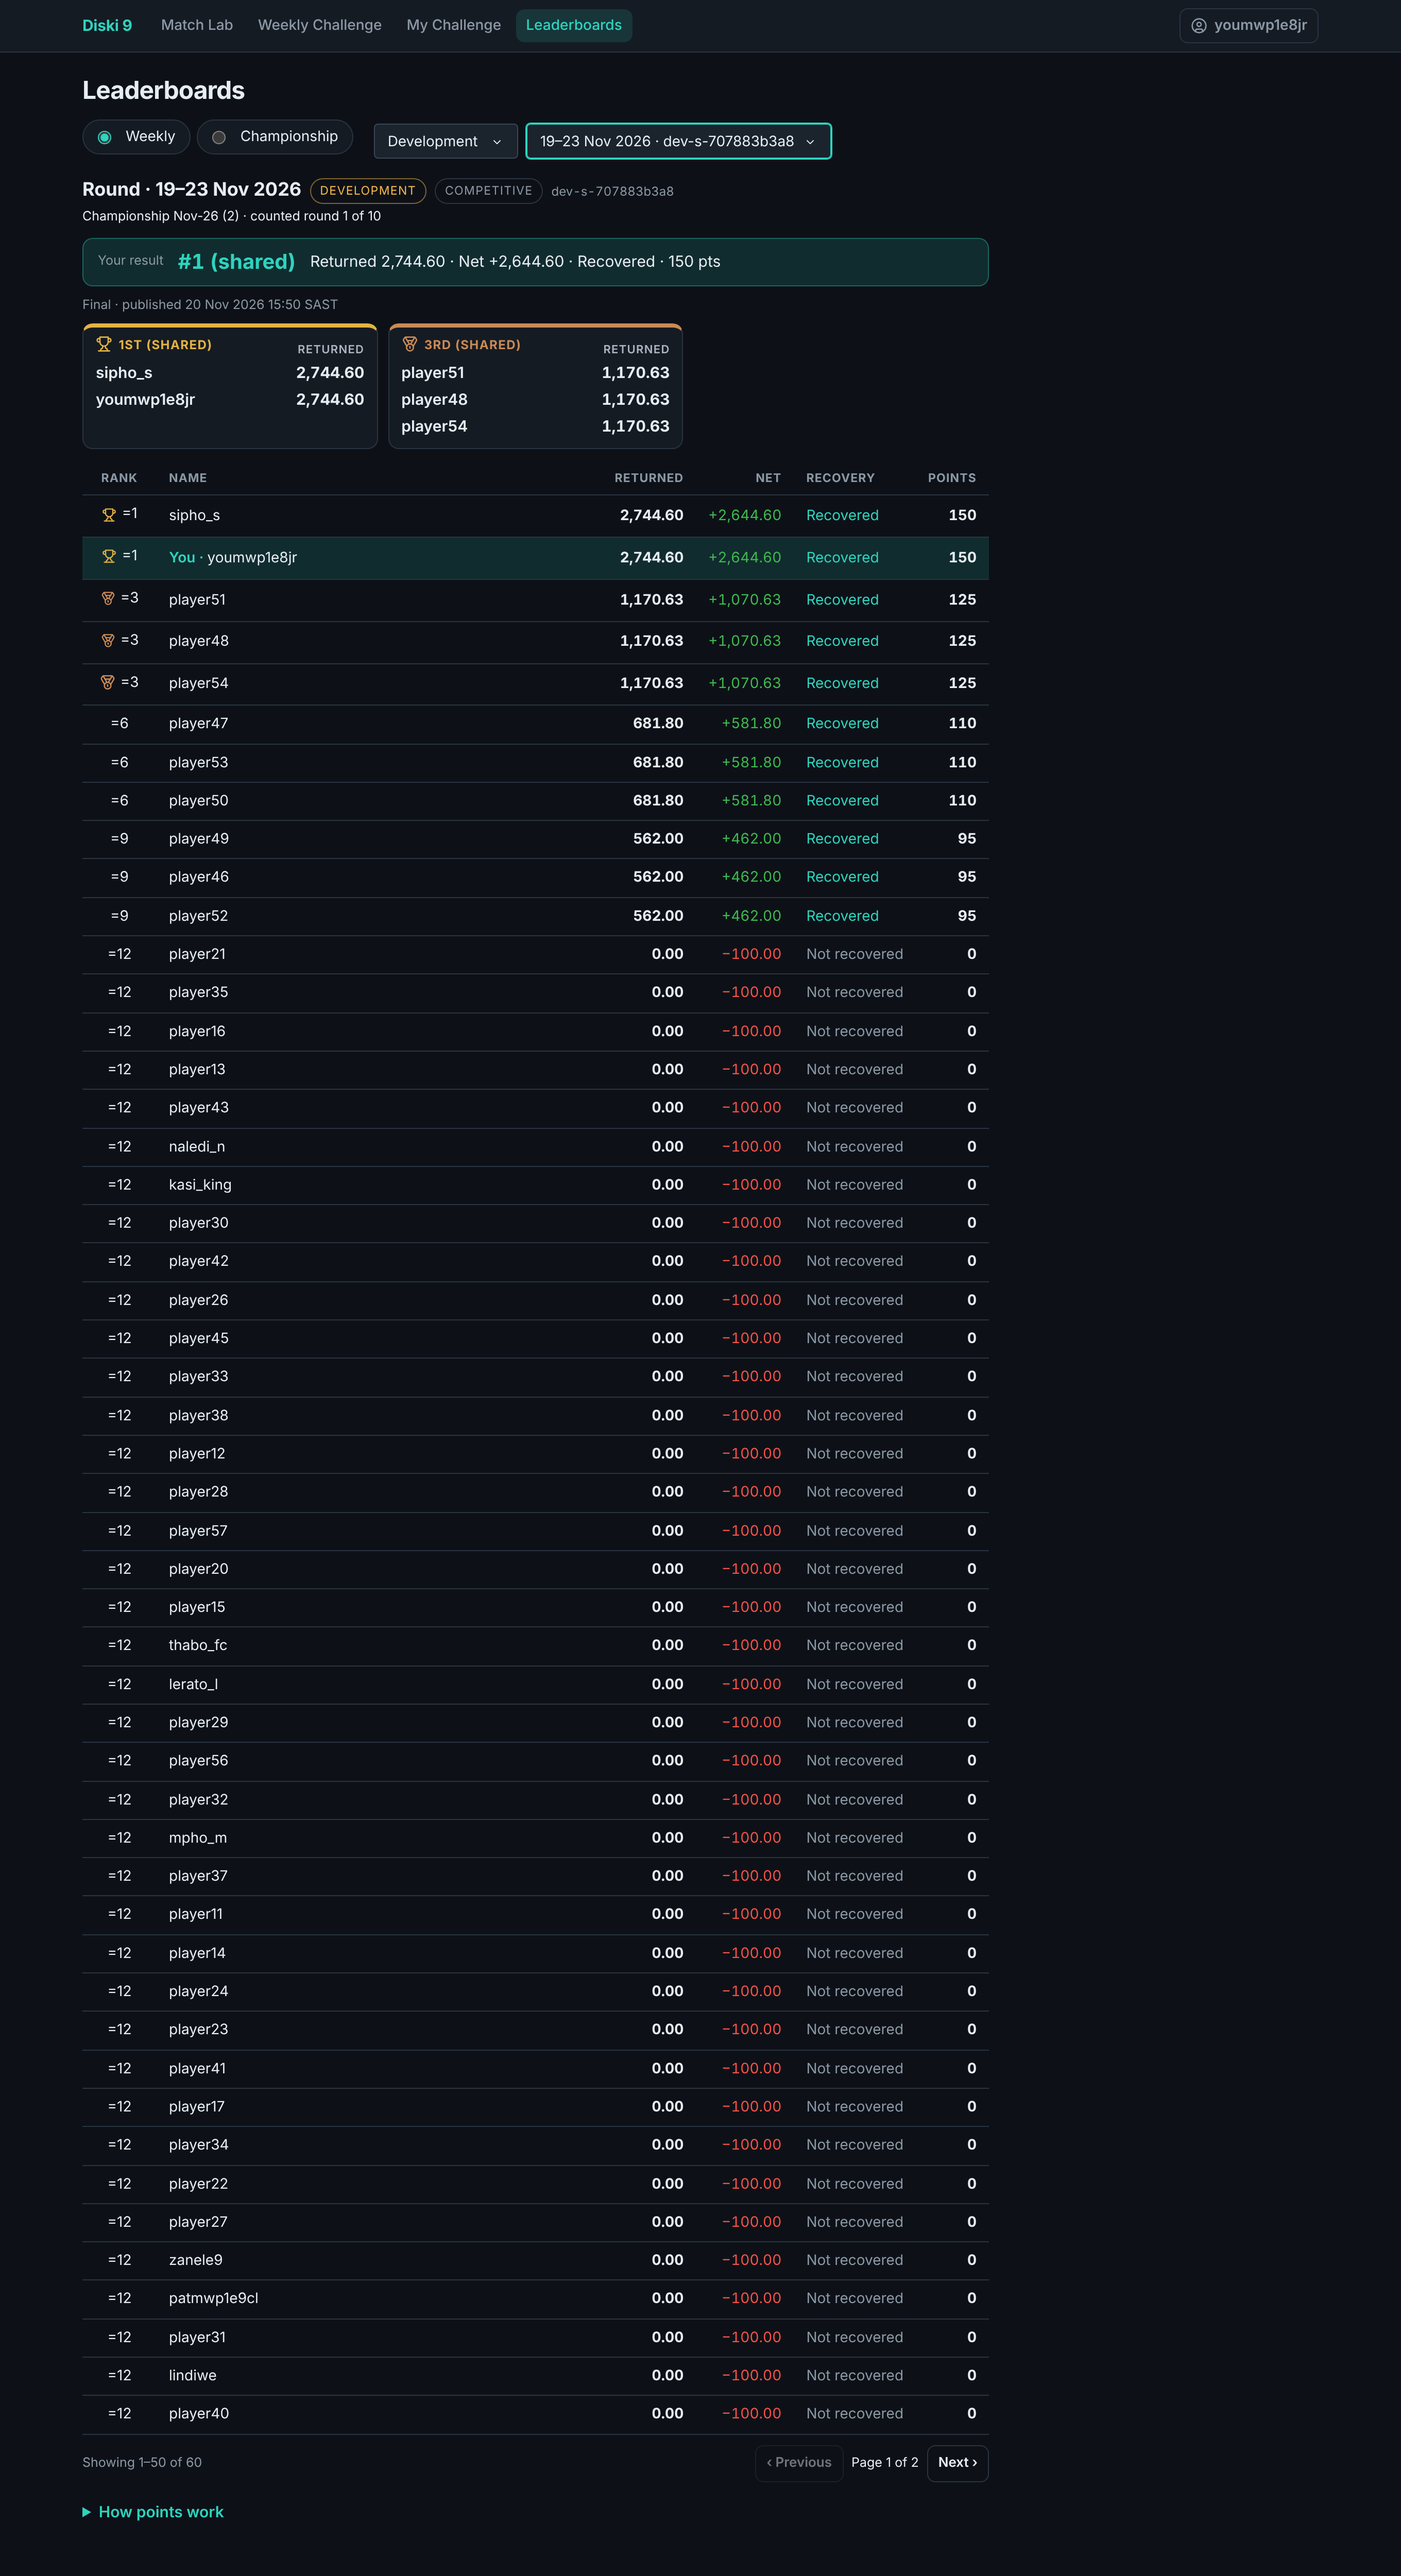 Diski 9 Match Lab Weekly Challenge My Challenge Leaderboards youmwp1e8jr
Leaderboards
Weekly Championship Development 19–23 Nov 2026 · dev-s-707883b3a8
Round · 19–23 Nov 2026 DEVELOPMENT COMPETITIVE dev-s-707883b3a8
Championship Nov-26 (2) · counted round 1 of 10
Your result #1 (shared) Returned 2,744.60 · Net +2,644.60 · Recovered · 150 pts
Final · published 20 Nov 2026 15:50 SAST
1ST (SHARED) RETURNED
sipho_s 2,744.60
youmwp1e8jr 2,744.60
3RD (SHARED) RETURNED
player51 1,170.63
player48 1,170.63
player54 1,170.63
RANK NAME RETURNED NET RECOVERY POINTS
=1 sipho_s 2,744.60 +2,644.60 Recovered 150
=1 You · youmwp1e8jr 2,744.60 +2,644.60 Recovered 150
=3 player51 1,170.63 +1,070.63 Recovered 125
=3 player48 1,170.63 +1,070.63 Recovered 125
=3 player54 1,170.63 +1,070.63 Recovered 125
=6 player47 681.80 +581.80 Recovered 110
=6 player53 681.80 +581.80 Recovered 110
=6 player50 681.80 +581.80 Recovered 110
=9 player49 562.00 +462.00 Recovered 95
=9 player46 562.00 +462.00 Recovered 95
=9 player52 562.00 +462.00 Recovered 95
=12 player21 0.00 −100.00 Not recovered 0
=12 player35 0.00 −100.00 Not recovered 0
=12 player16 0.00 −100.00 Not recovered 0
=12 player13 0.00 −100.00 Not recovered 0
=12 player43 0.00 −100.00 Not recovered 0
=12 naledi_n 0.00 −100.00 Not recovered 0
=12 kasi_king 0.00 −100.00 Not recovered 0
=12 player30 0.00 −100.00 Not recovered 0
=12 player42 0.00 −100.00 Not recovered 0
=12 player26 0.00 −100.00 Not recovered 0
=12 player45 0.00 −100.00 Not recovered 0
=12 player33 0.00 −100.00 Not recovered 0
=12 player38 0.00 −100.00 Not recovered 0
=12 player12 0.00 −100.00 Not recovered 0
=12 player28 0.00 −100.00 Not recovered 0
=12 player57 0.00 −100.00 Not recovered 0
=12 player20 0.00 −100.00 Not recovered 0
=12 player15 0.00 −100.00 Not recovered 0
=12 thabo_fc 0.00 −100.00 Not recovered 0
=12 lerato_l 0.00 −100.00 Not recovered 0
=12 player29 0.00 −100.00 Not recovered 0
=12 player56 0.00 −100.00 Not recovered 0
=12 player32 0.00 −100.00 Not recovered 0
=12 mpho_m 0.00 −100.00 Not recovered 0
=12 player37 0.00 −100.00 Not recovered 0
=12 player11 0.00 −100.00 Not recovered 0
=12 player14 0.00 −100.00 Not recovered 0
=12 player24 0.00 −100.00 Not recovered 0
=12 player23 0.00 −100.00 Not recovered 0
=12 player41 0.00 −100.00 Not recovered 0
=12 player17 0.00 −100.00 Not recovered 0
=12 player34 0.00 −100.00 Not recovered 0
=12 player22 0.00 −100.00 Not recovered 0
=12 player27 0.00 −100.00 Not recovered 0
=12 zanele9 0.00 −100.00 Not recovered 0
=12 patmwp1e9cl 0.00 −100.00 Not recovered 0
=12 player31 0.00 −100.00 Not recovered 0
=12 lindiwe 0.00 −100.00 Not recovered 0
=12 player40 0.00 −100.00 Not recovered 0
Showing 1–50 of 60 ‹ Previous Page 1 of 2 Next ›
How points work